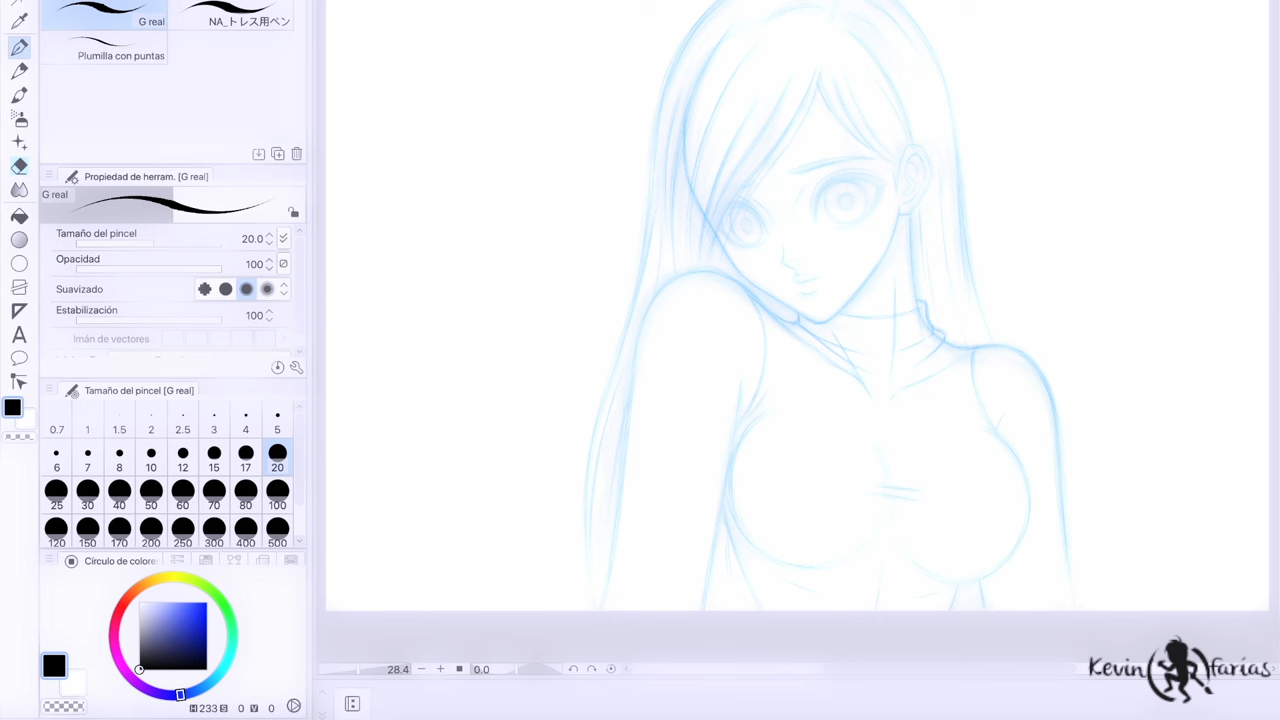 G real
NA_トレス用ペン
Plumilla con puntas
Propiedad de herram. [G real]
G real
Tamaño del pincel 20.0
Opacidad 100
Suavizado
Estabilización 100
Imán de vectores
Tamaño del pincel [G real]
0.7 1 1.5 2 2.5 3 4 5
6 7 8 10 12 15 17 20
25 30 40 50 60 70 80 100
120 150 170 200 250 300 400 500
Círculo de colore
H 233 S 0 V 0
28.4 0.0
Kevin farias